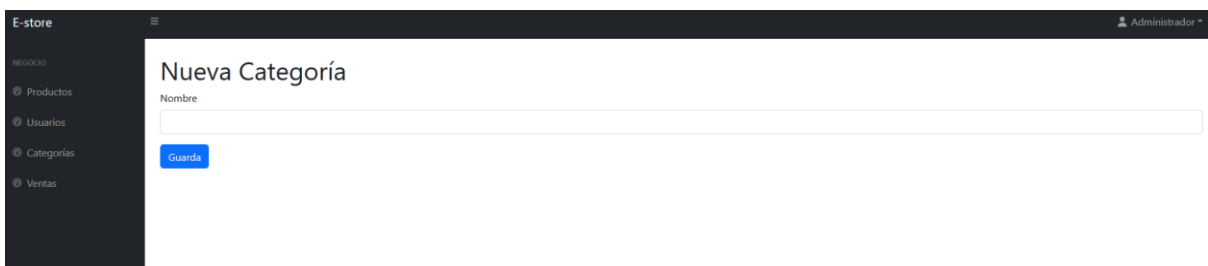 E-store
Administrador
NEGOCIO
Productos
Usuarios
Categorías
Ventas
Nueva Categoría
Nombre
Guarda